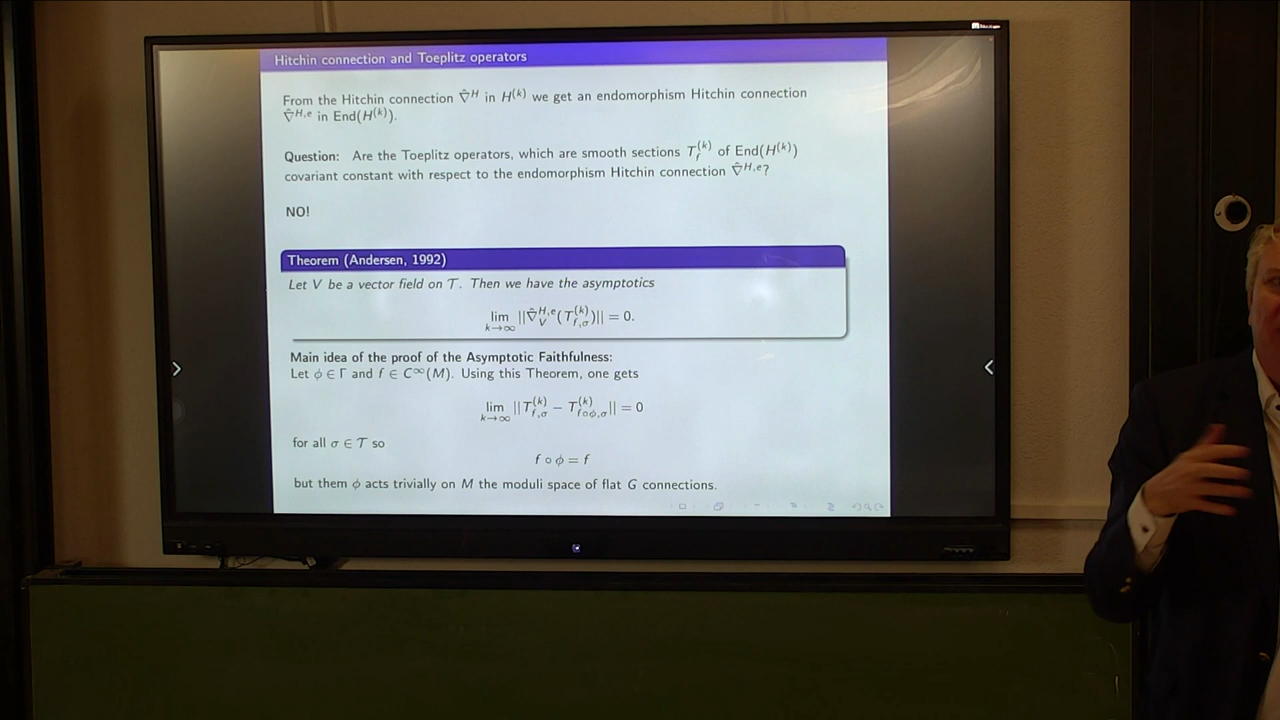 Hitchin connection and Toeplitz operators
From the Hitchin connection ∇̂^H in H^(k) we get an endomorphism Hitchin connection
∇̂^{H,e} in End(H^(k)).
Question: Are the Toeplitz operators, which are smooth sections T_f^(k) of End(H^(k))
covariant constant with respect to the endomorphism Hitchin connection ∇̂^{H,e}?
NO!
Theorem (Andersen, 1992)
Let V be a vector field on 𝒯. Then we have the asymptotics
lim_{k→∞} ||∇̂_V^{H,e}(T_{f,σ}^(k))|| = 0.
Main idea of the proof of the Asymptotic Faithfulness:
Let ϕ ∈ Γ and f ∈ C^∞(M). Using this Theorem, one gets
lim_{k→∞} ||T_{f,σ}^(k) − T_{f∘ϕ,σ}^(k)|| = 0
for all σ ∈ 𝒯 so
f ∘ ϕ = f
but them ϕ acts trivially on M the moduli space of flat G connections.